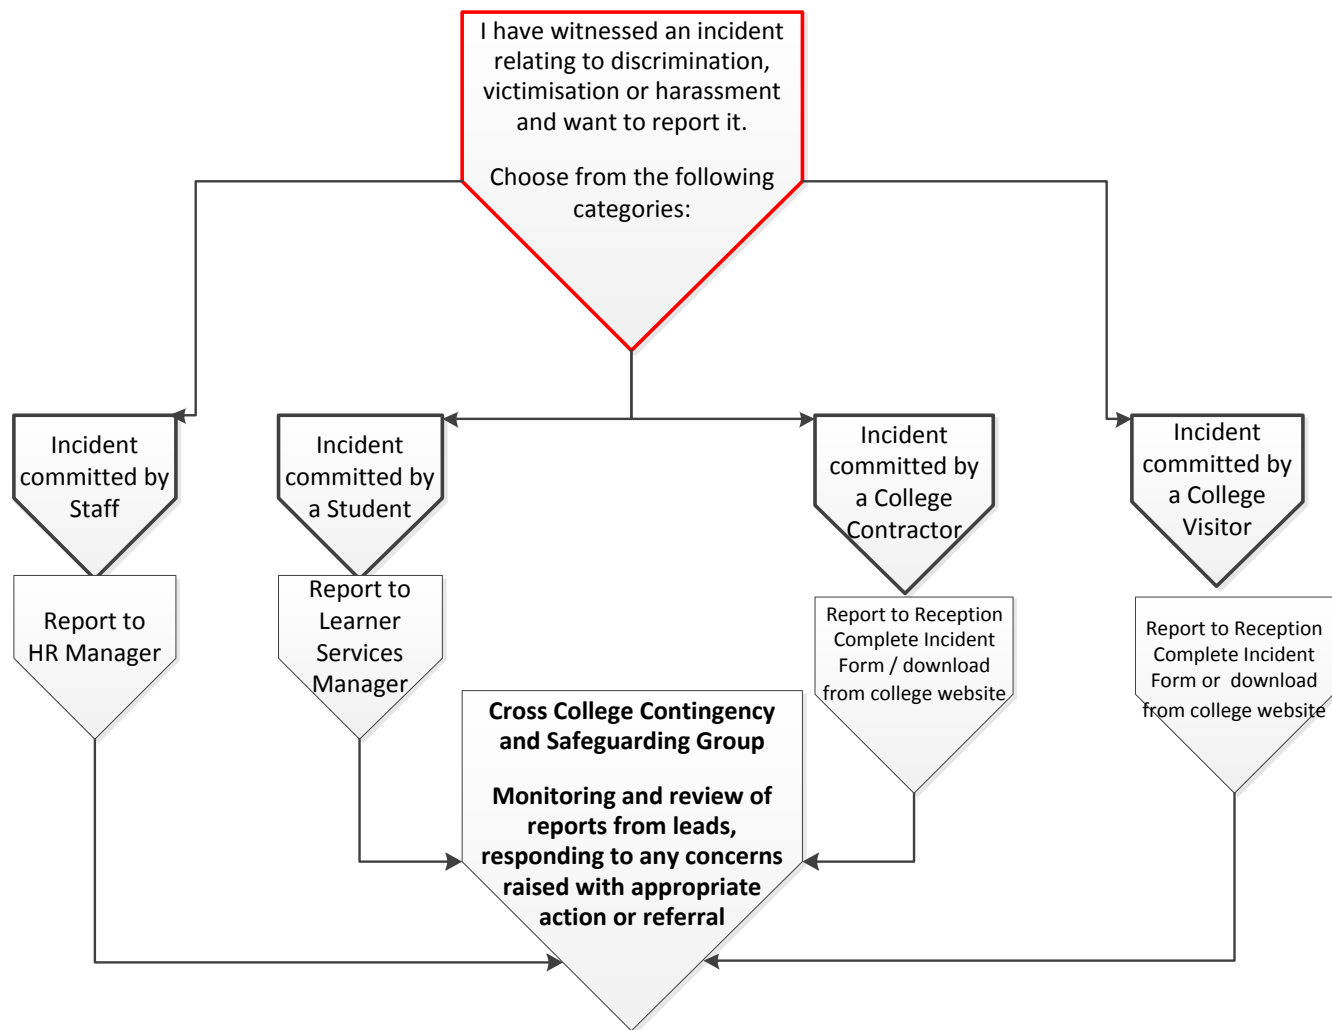 I have witnessed an incident
relating to discrimination,
victimisation or harassment
and want to report it.
Choose from the following
categories:
Incident
committed by
Staff
Incident
committed by
a Student
Incident
committed by
a College
Contractor
Incident
committed by
a College
Visitor
Report to
HR Manager
Report to
Learner
Services
Manager
Report to Reception
Complete Incident
Form / download
from college website
Report to Reception
Complete Incident
Form or  download
from college website
Cross College Contingency
and Safeguarding Group
Monitoring and review of
reports from leads,
responding to any concerns
raised with appropriate
action or referral